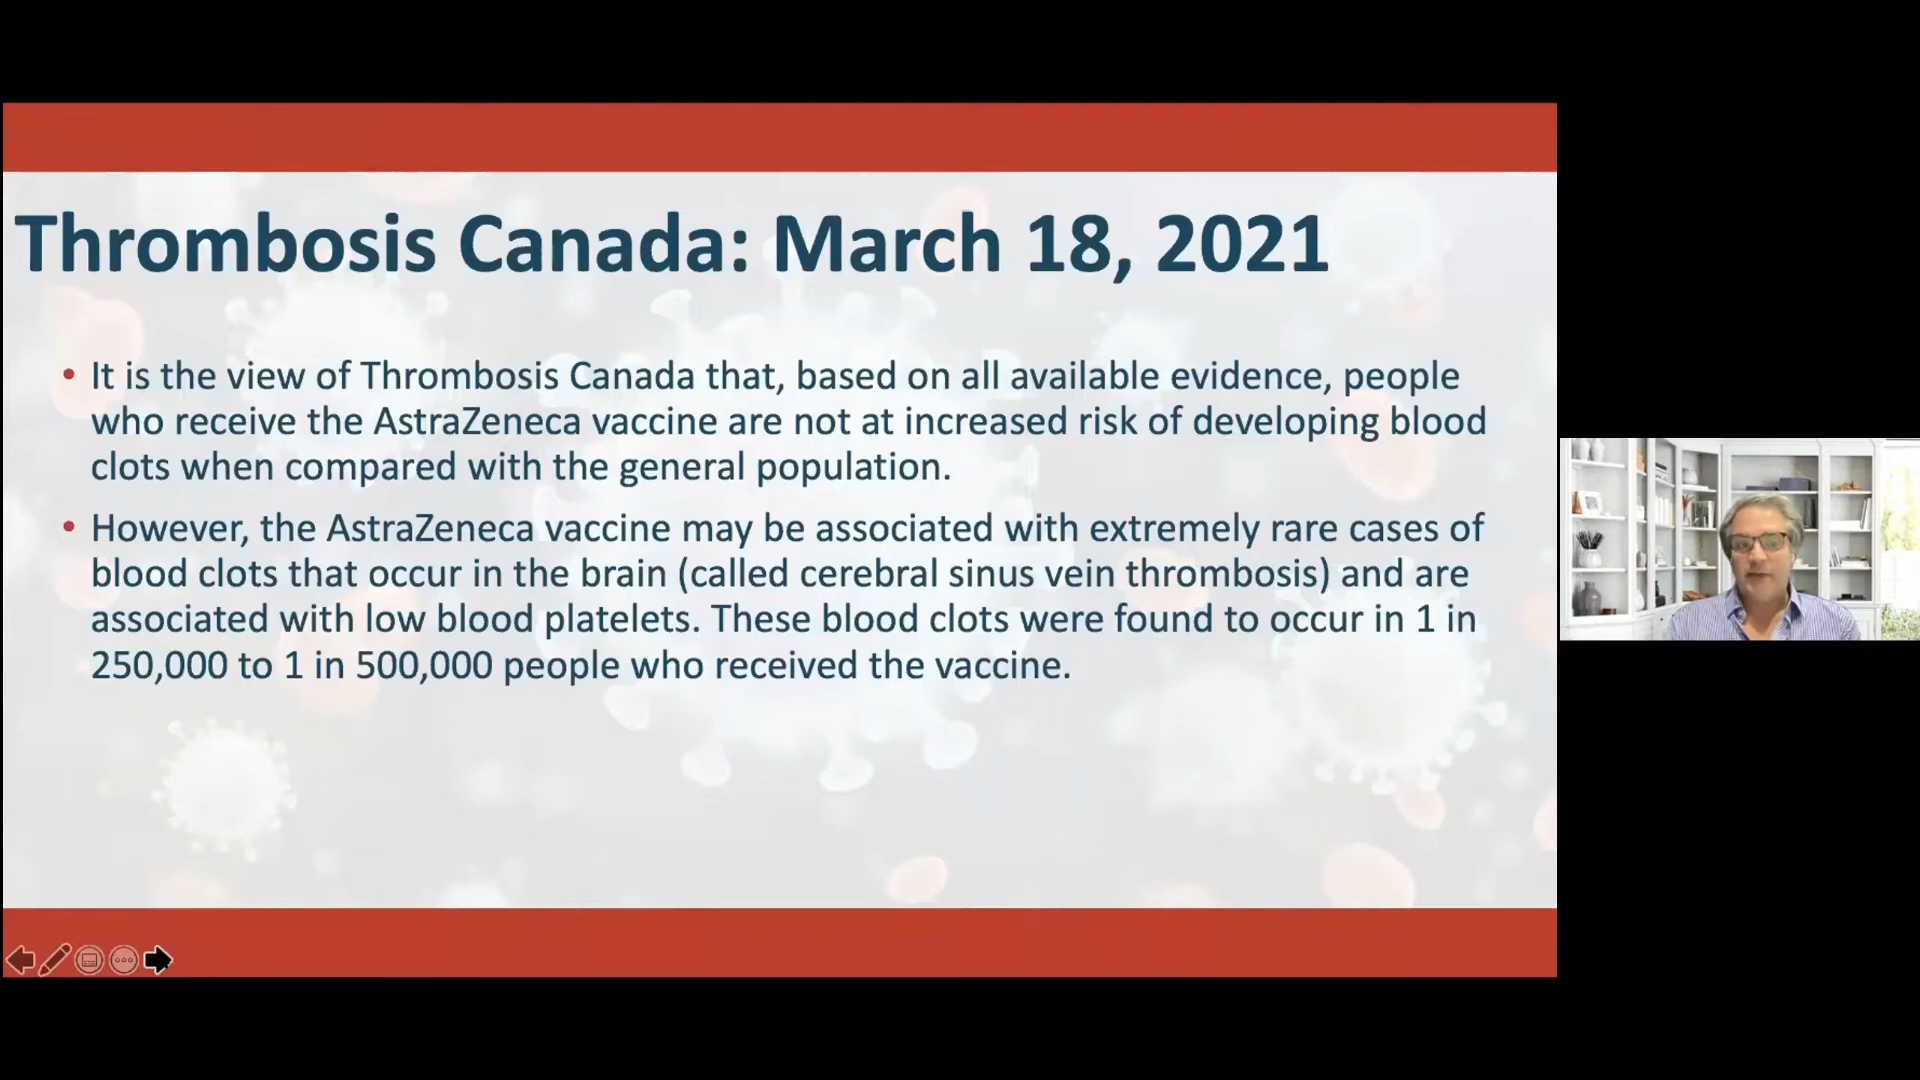 Thrombosis Canada: March 18, 2021
• It is the view of Thrombosis Canada that, based on all available evidence, people
who receive the AstraZeneca vaccine are not at increased risk of developing blood
clots when compared with the general population.
• However, the AstraZeneca vaccine may be associated with extremely rare cases of
blood clots that occur in the brain (called cerebral sinus vein thrombosis) and are
associated with low blood platelets. These blood clots were found to occur in 1 in
250,000 to 1 in 500,000 people who received the vaccine.